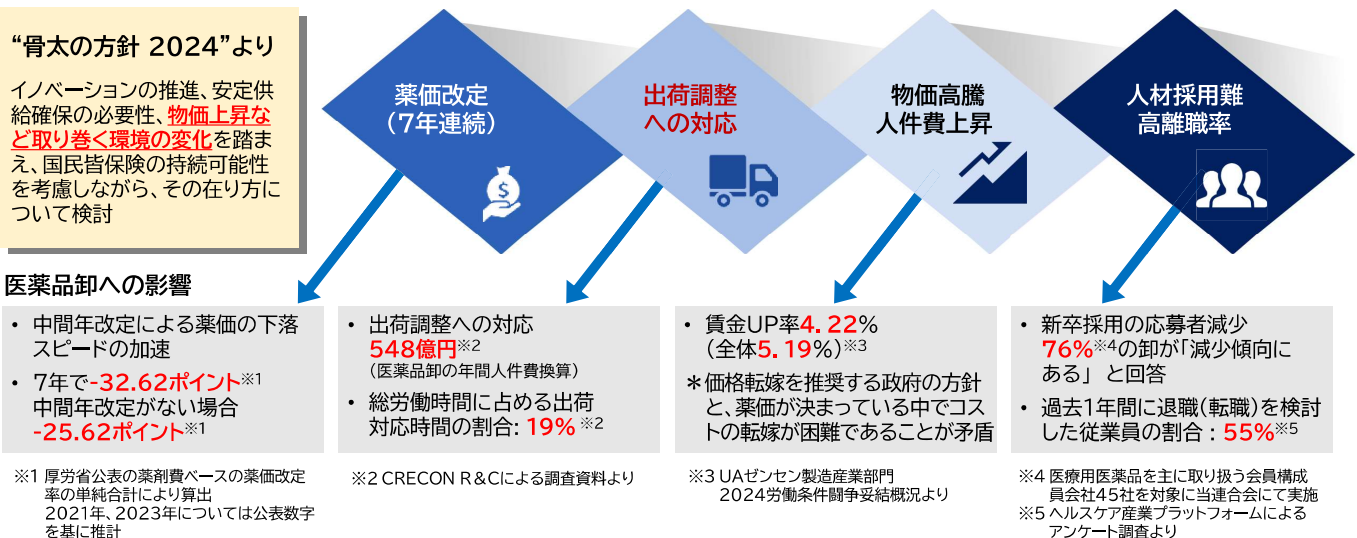 “骨太の方針 2024”より
イノベーションの推進、安定供
給確保の必要性、物価上昇な
ど取り巻く環境の変化を踏ま
え、国民皆保険の持続可能性
を考慮しながら、その在り方に
ついて検討
薬価改定
（7年連続）
出荷調整
への対応
物価高騰
人件費上昇
人材採用難
高離職率
医薬品卸への影響
• 中間年改定による薬価の下落
スピードの加速
• 7年で-32.62ポイント※1
中間年改定がない場合
-25.62ポイント※1
• 出荷調整への対応
548億円※2
（医薬品卸の年間人件費換算）
• 総労働時間に占める出荷
対応時間の割合：19%※2
• 賃金UP率4.22%
（全体5.19%）※3
＊価格転嫁を推奨する政府の方針
と、薬価が決まっている中でコス
トの転嫁が困難であることが矛盾
• 新卒採用の応募者減少
76%※4の卸が「減少傾向に
ある」 と回答
• 過去1年間に退職（転職）を検討
した従業員の割合：55%※5
※1 厚労省公表の薬剤費ベースの薬価改定
率の単純合計により算出
2021年、2023年については公表数字
を基に推計
※2 CRECON R＆Cによる調査資料より
※3 UAゼンセン製造産業部門
2024労働条件闘争妥結概況より
※4 医療用医薬品を主に取り扱う会員構成
員会社45社を対象に当連合会にて実施
※5 ヘルスケア産業プラットフォームによる
アンケート調査より